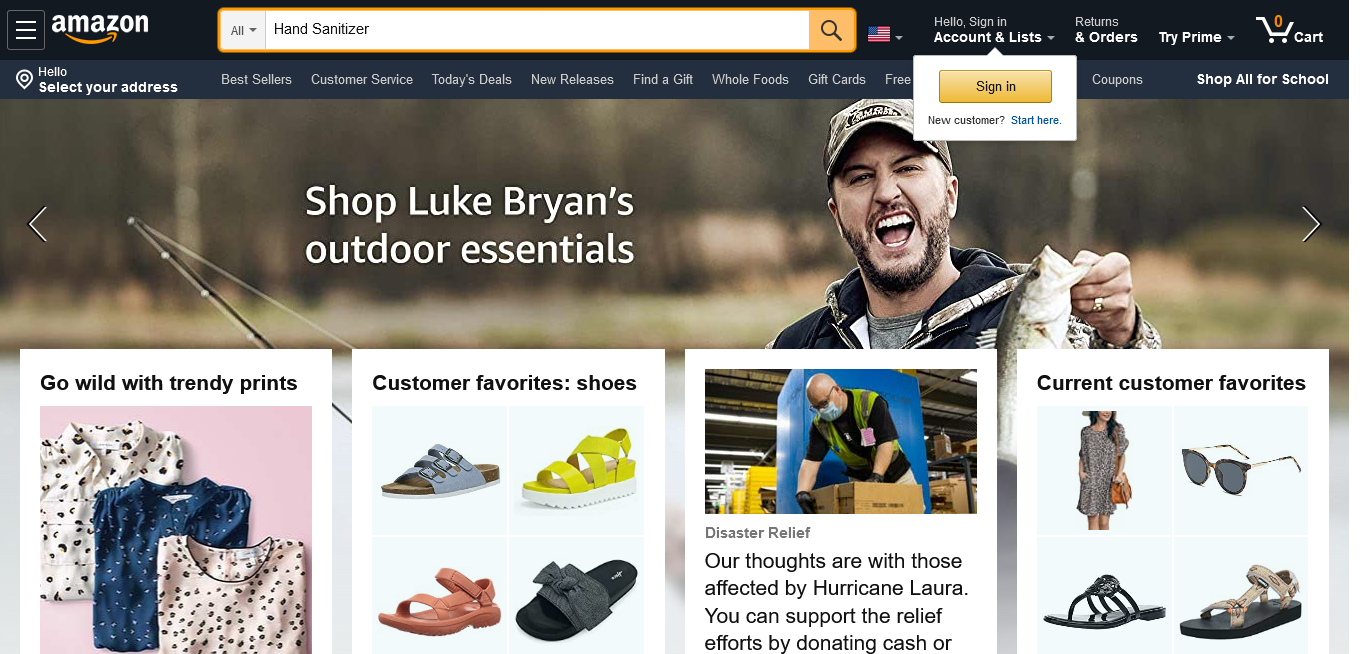 amazon
All
Hand Sanitizer
Hello, Sign in
Account & Lists
Returns
& Orders
Try Prime
0
Cart
Hello
Select your address
Best Sellers
Customer Service
Today's Deals
New Releases
Find a Gift
Whole Foods
Gift Cards
Free
Coupons
Shop All for School
Sign in
New customer? Start here.
Shop Luke Bryan's
outdoor essentials
Go wild with trendy prints
Customer favorites: shoes
Disaster Relief
Our thoughts are with those
affected by Hurricane Laura.
You can support the relief
efforts by donating cash or
Current customer favorites